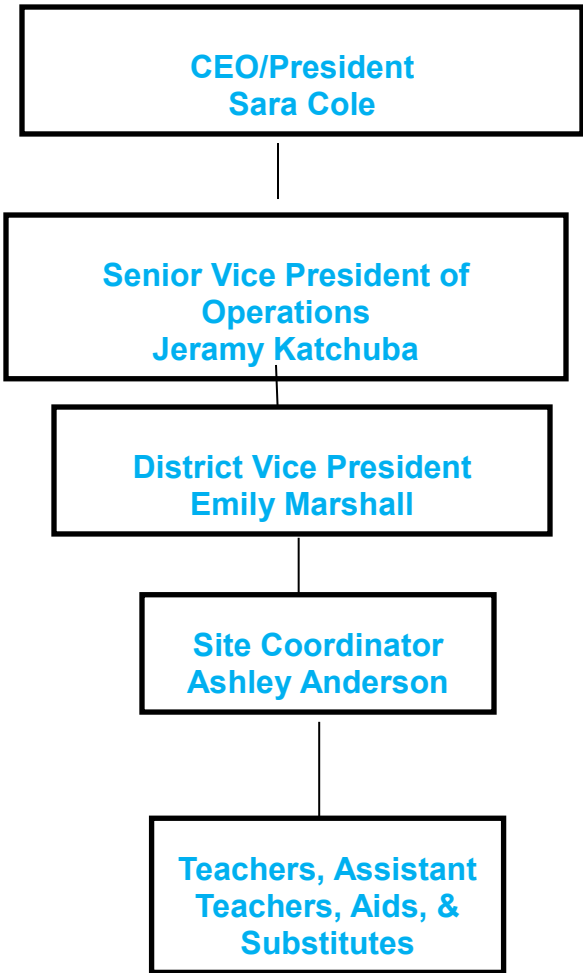 CEO/President
Sara Cole
Senior Vice President of
Operations
Jeramy Katchuba
District Vice President
Emily Marshall
Site Coordinator
Ashley Anderson
Teachers, Assistant
Teachers, Aids, &
Substitutes